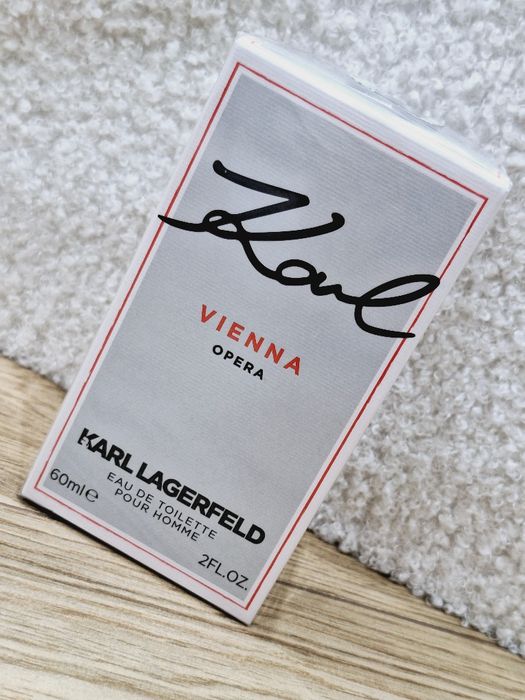 Karl
VIENNA
OPERA
KARL LAGERFELD
EAU DE TOILETTE
POUR HOMME
60ml℮
2FL.OZ.